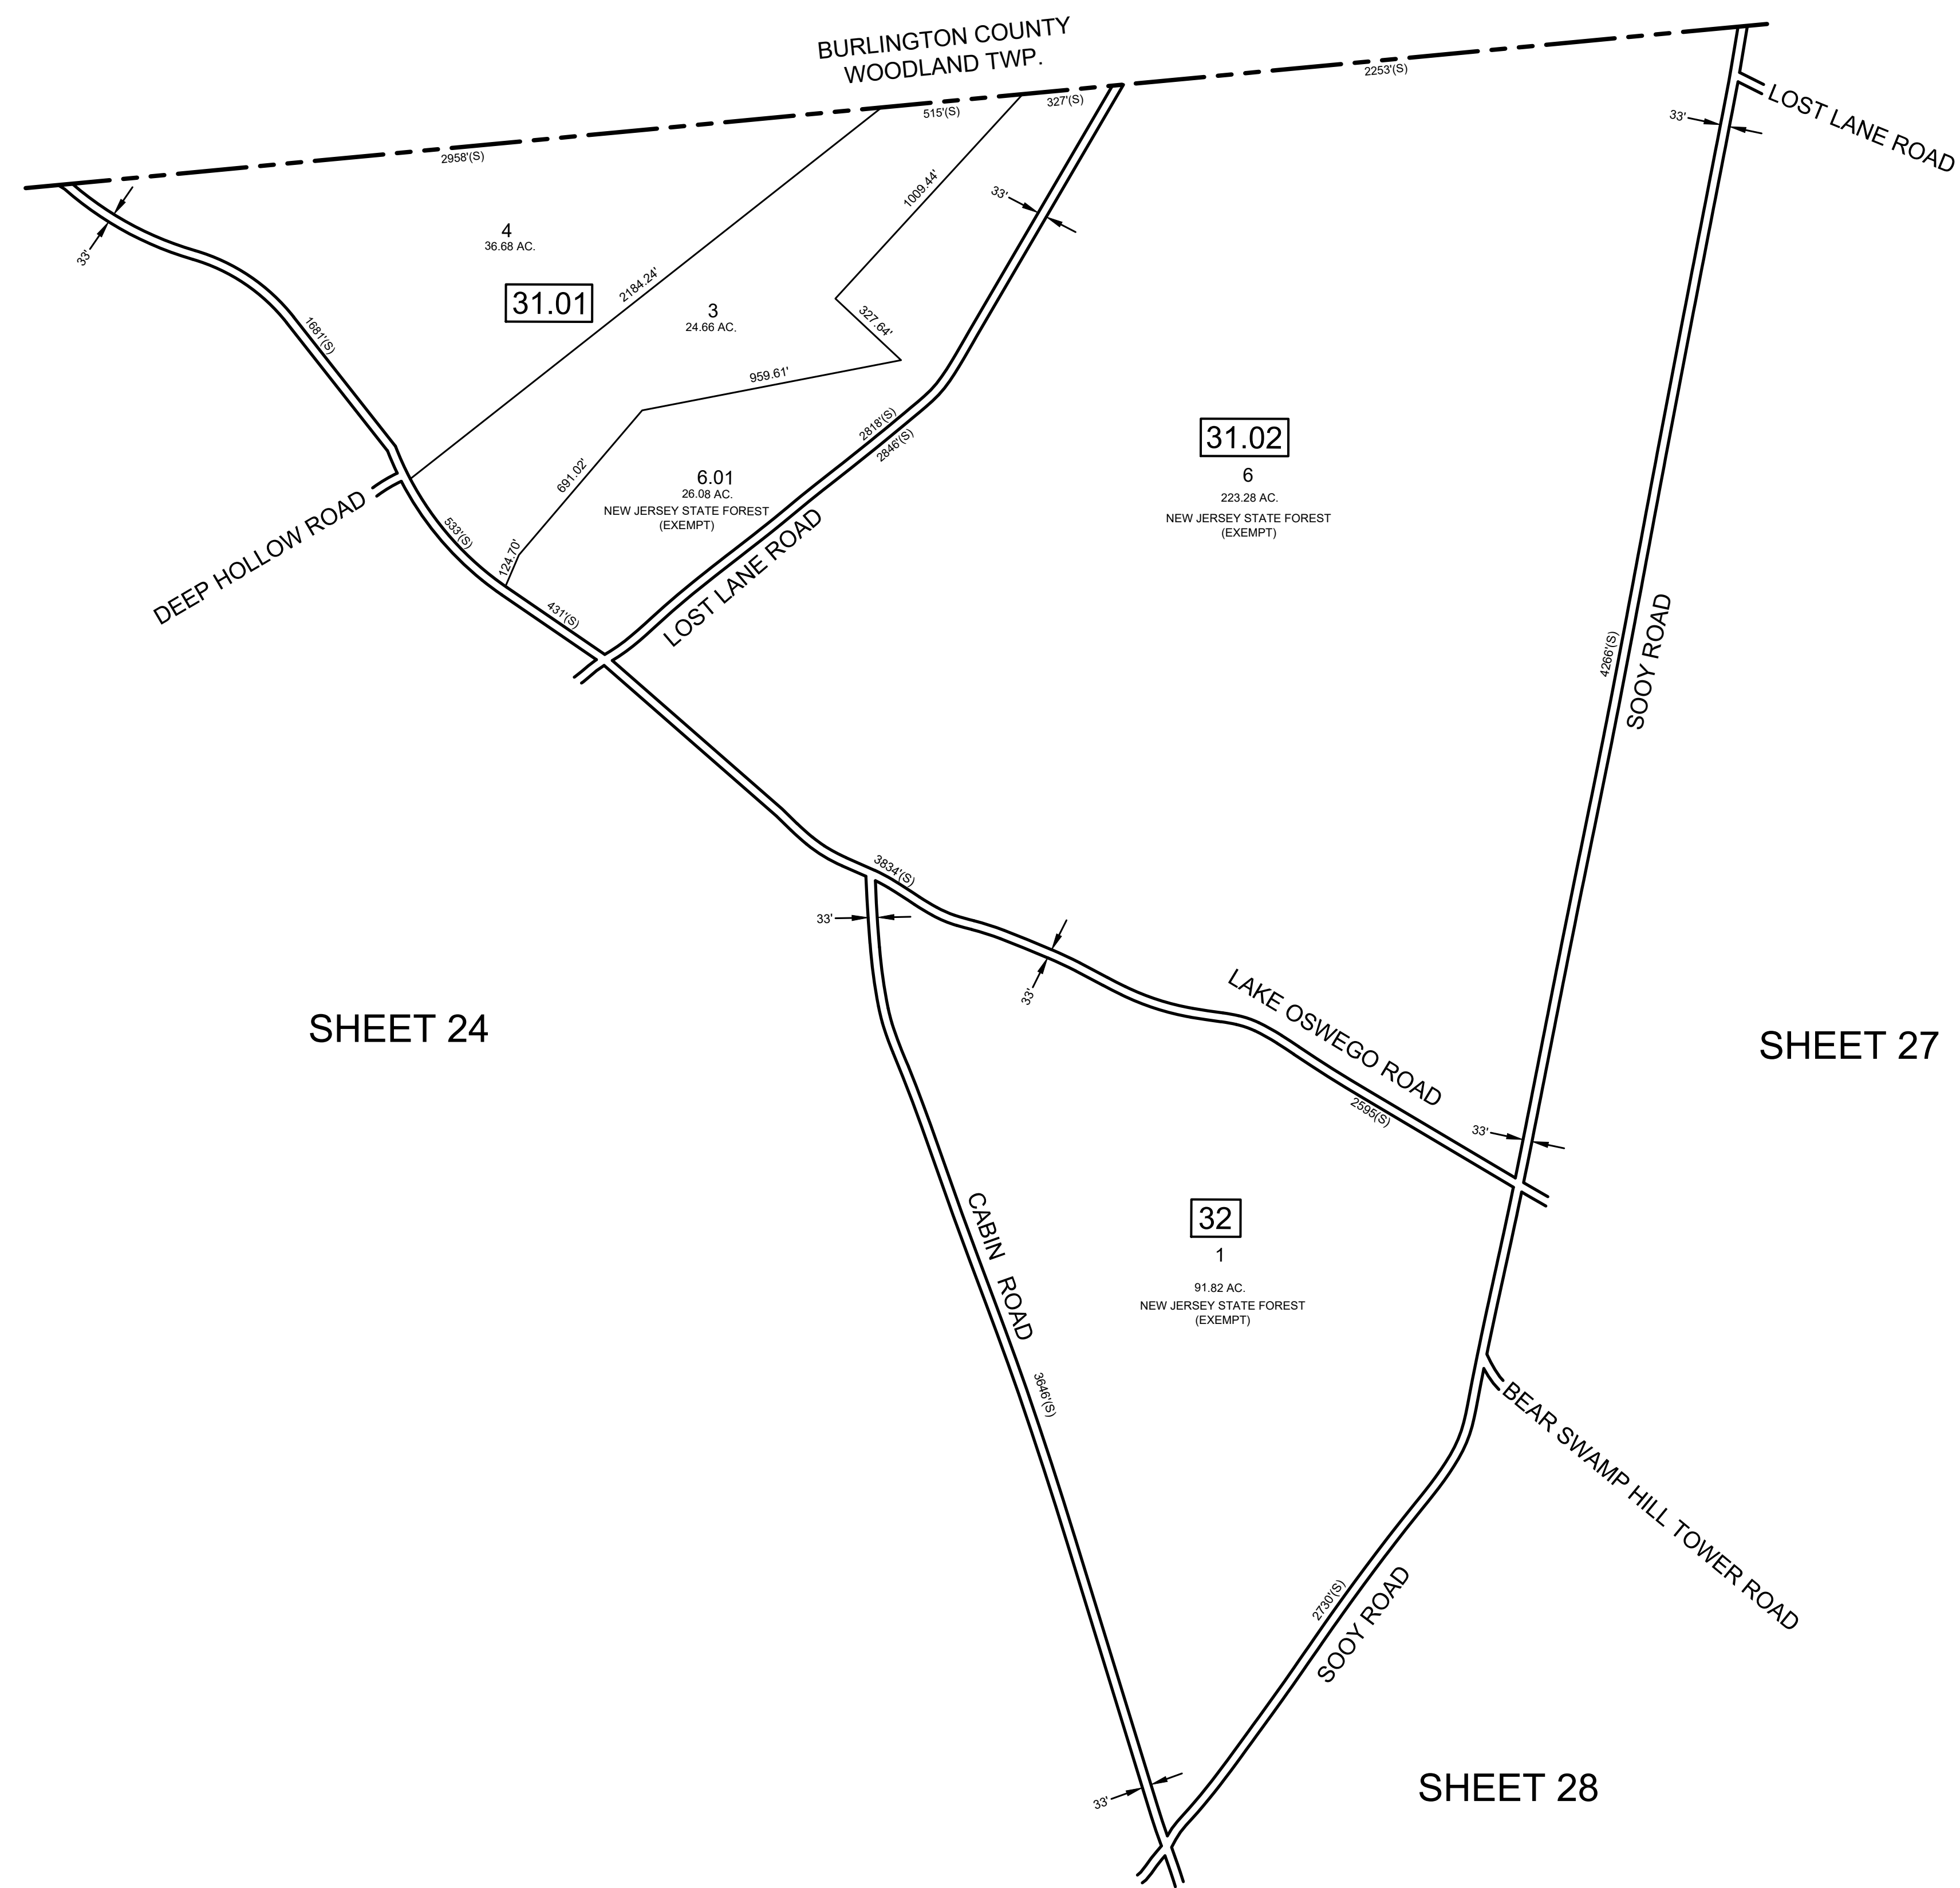 BURLINGTON COUNTY
WOODLAND TWP.
2253'(S)
LOST LANE ROAD
33'
327'(S)
515'(S)
2958'(S)
33'
1009.44'
33'
4
36.68 AC.
31.01
2184.24'
3
24.66 AC.
327.64'
1681'(S)
959.61'
2818'(S)
2846'(S)
31.02
6
223.28 AC.
NEW JERSEY STATE FOREST
(EXEMPT)
691.02'
6.01
26.08 AC.
NEW JERSEY STATE FOREST
(EXEMPT)
DEEP HOLLOW ROAD
533'(S)
124.70'
LOST LANE ROAD
431'(S)
4266'(S)
SOOY ROAD
3834'(S)
33'
33'
LAKE OSWEGO ROAD
SHEET 24
SHEET 27
2595(S)
33'
32
1
91.82 AC.
NEW JERSEY STATE FOREST
(EXEMPT)
CABIN ROAD
3646'(S)
BEAR SWAMP HILL TOWER ROAD
2730'(S)
SOOY ROAD
33'
SHEET 28